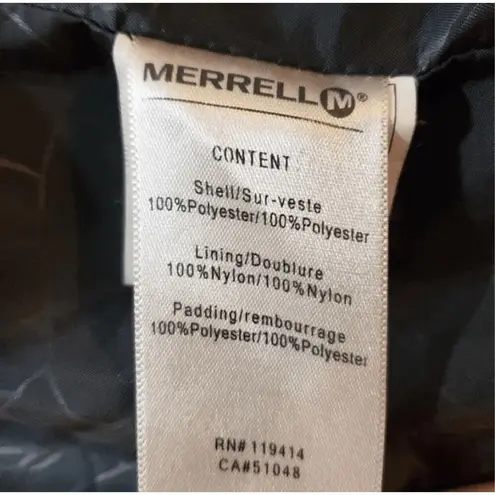 MERRELL M®
CONTENT
Shell/Sur-veste
100%Polyester/100%Polyester
Lining/Doublure
100%Nylon/100%Nylon
Padding/rembourrage
100%Polyester/100%Polyester
RN# 119414
CA#51048